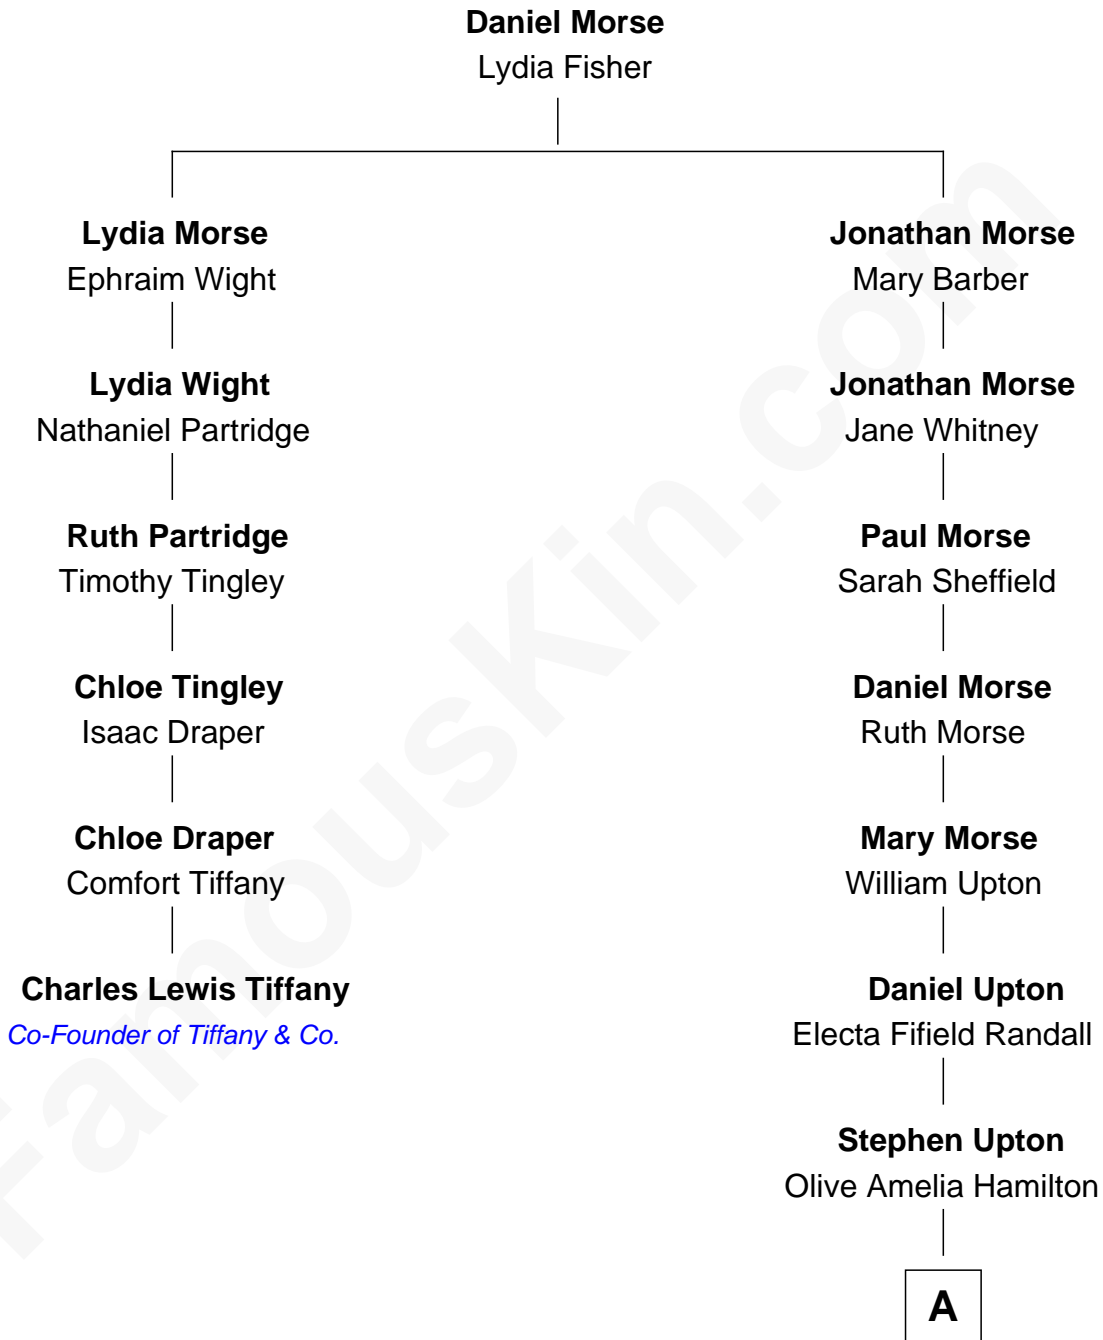 Daniel Morse
Lydia Fisher
Lydia Morse
Ephraim Wight
Jonathan Morse
Mary Barber
Lydia Wight
Nathaniel Partridge
Jonathan Morse
Jane Whitney
Ruth Partridge
Timothy Tingley
Paul Morse
Sarah Sheffield
Chloe Tingley
Isaac Draper
Daniel Morse
Ruth Morse
Chloe Draper
Comfort Tiffany
Mary Morse
William Upton
Charles Lewis Tiffany
Co-Founder of Tiffany & Co.
Daniel Upton
Electa Fifield Randall
Stephen Upton
Olive Amelia Hamilton
A
FamousKin.com